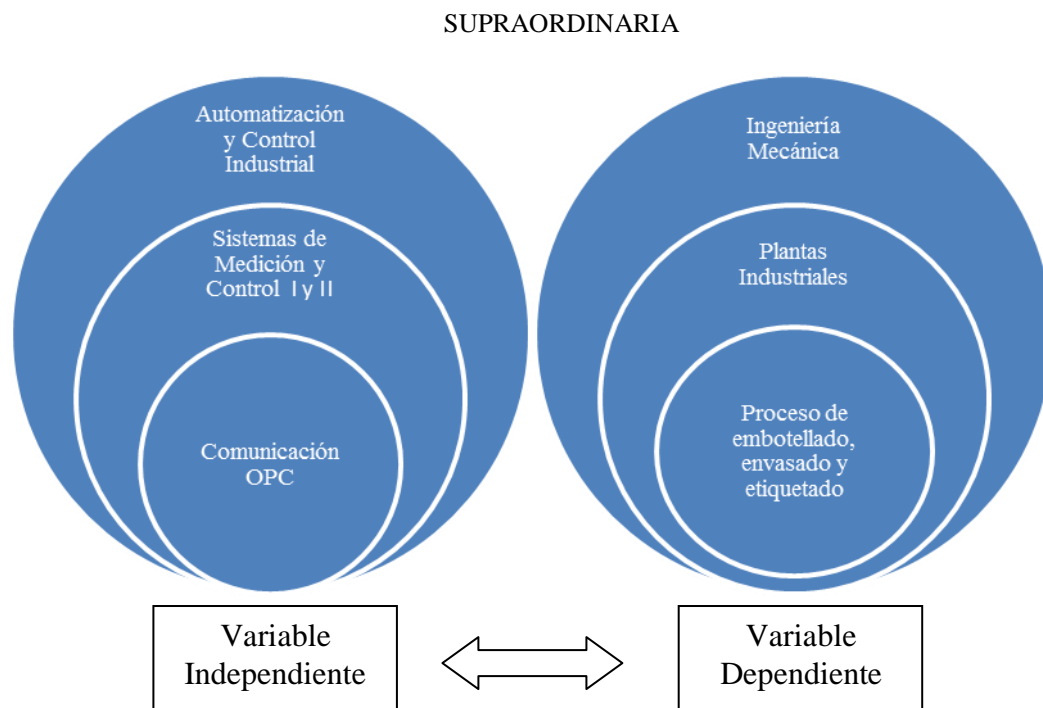 SUPRAORDINARIA
Automatización
y Control
Industrial
Sistemas de
Medición y
Control I y II
Comunicación
OPC
Ingeniería
Mecánica
Plantas
Industriales
Proceso de
embotellado,
envasado y
etiquetado
Variable
Independiente
Variable
Dependiente